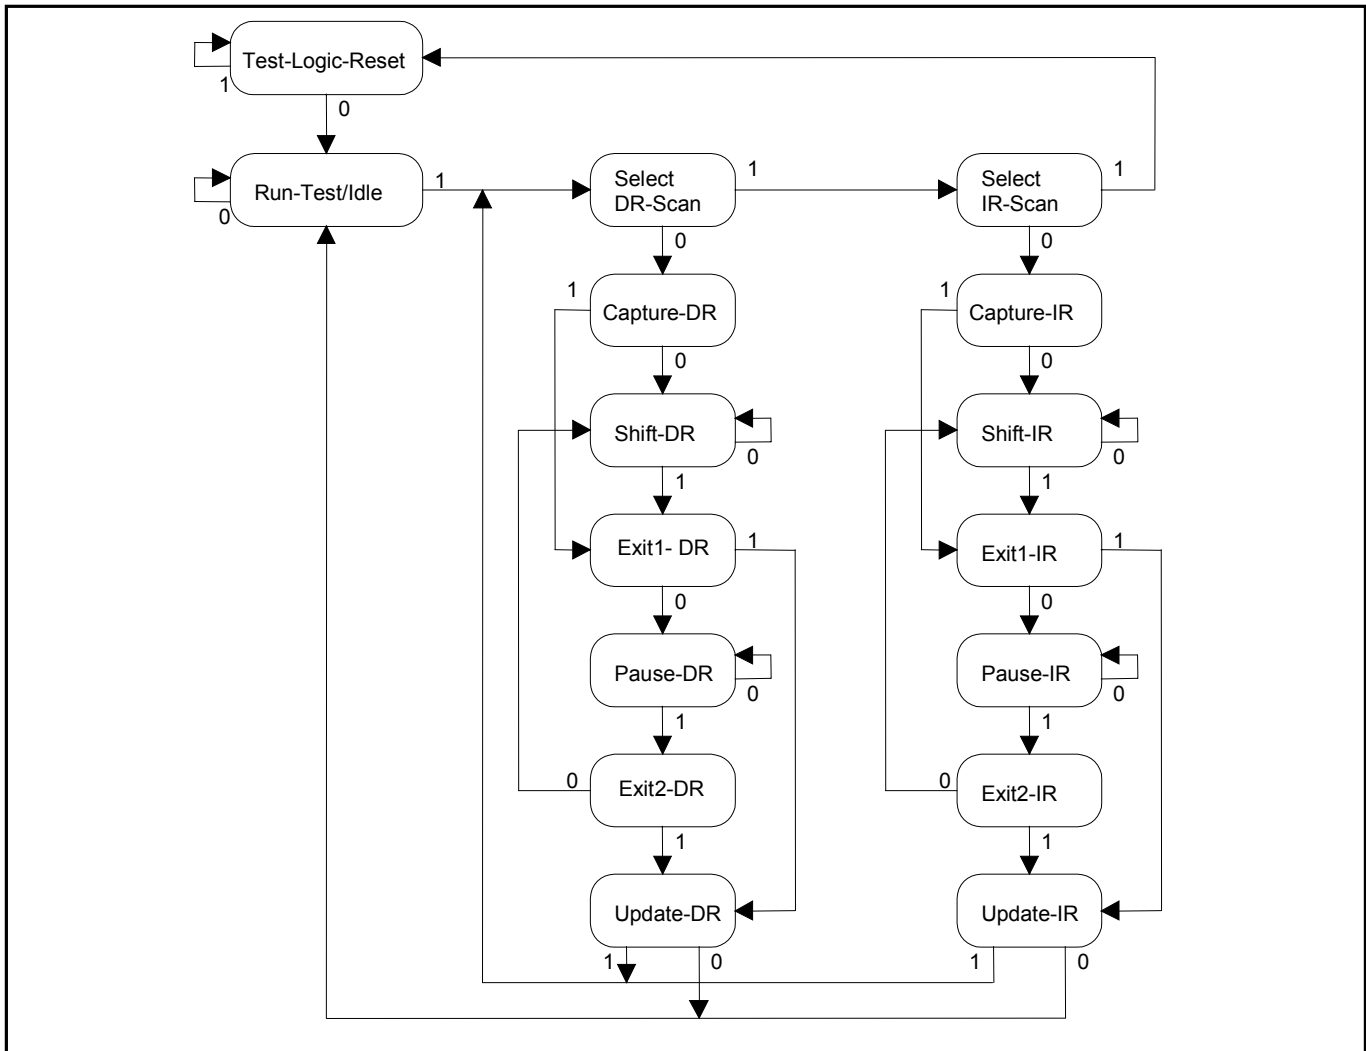 Test-Logic-Reset
1
0
Run-Test/Idle
0
1
Select
DR-Scan
1
Select
IR-Scan
1
0
0
1
Capture-DR
1
Capture-IR
0
0
Shift-DR
0
Shift-IR
0
1
1
Exit1- DR
1
Exit1-IR
1
0
0
Pause-DR
0
Pause-IR
0
1
1
0
Exit2-DR
0
Exit2-IR
1
1
Update-DR
Update-IR
1
0
1
0